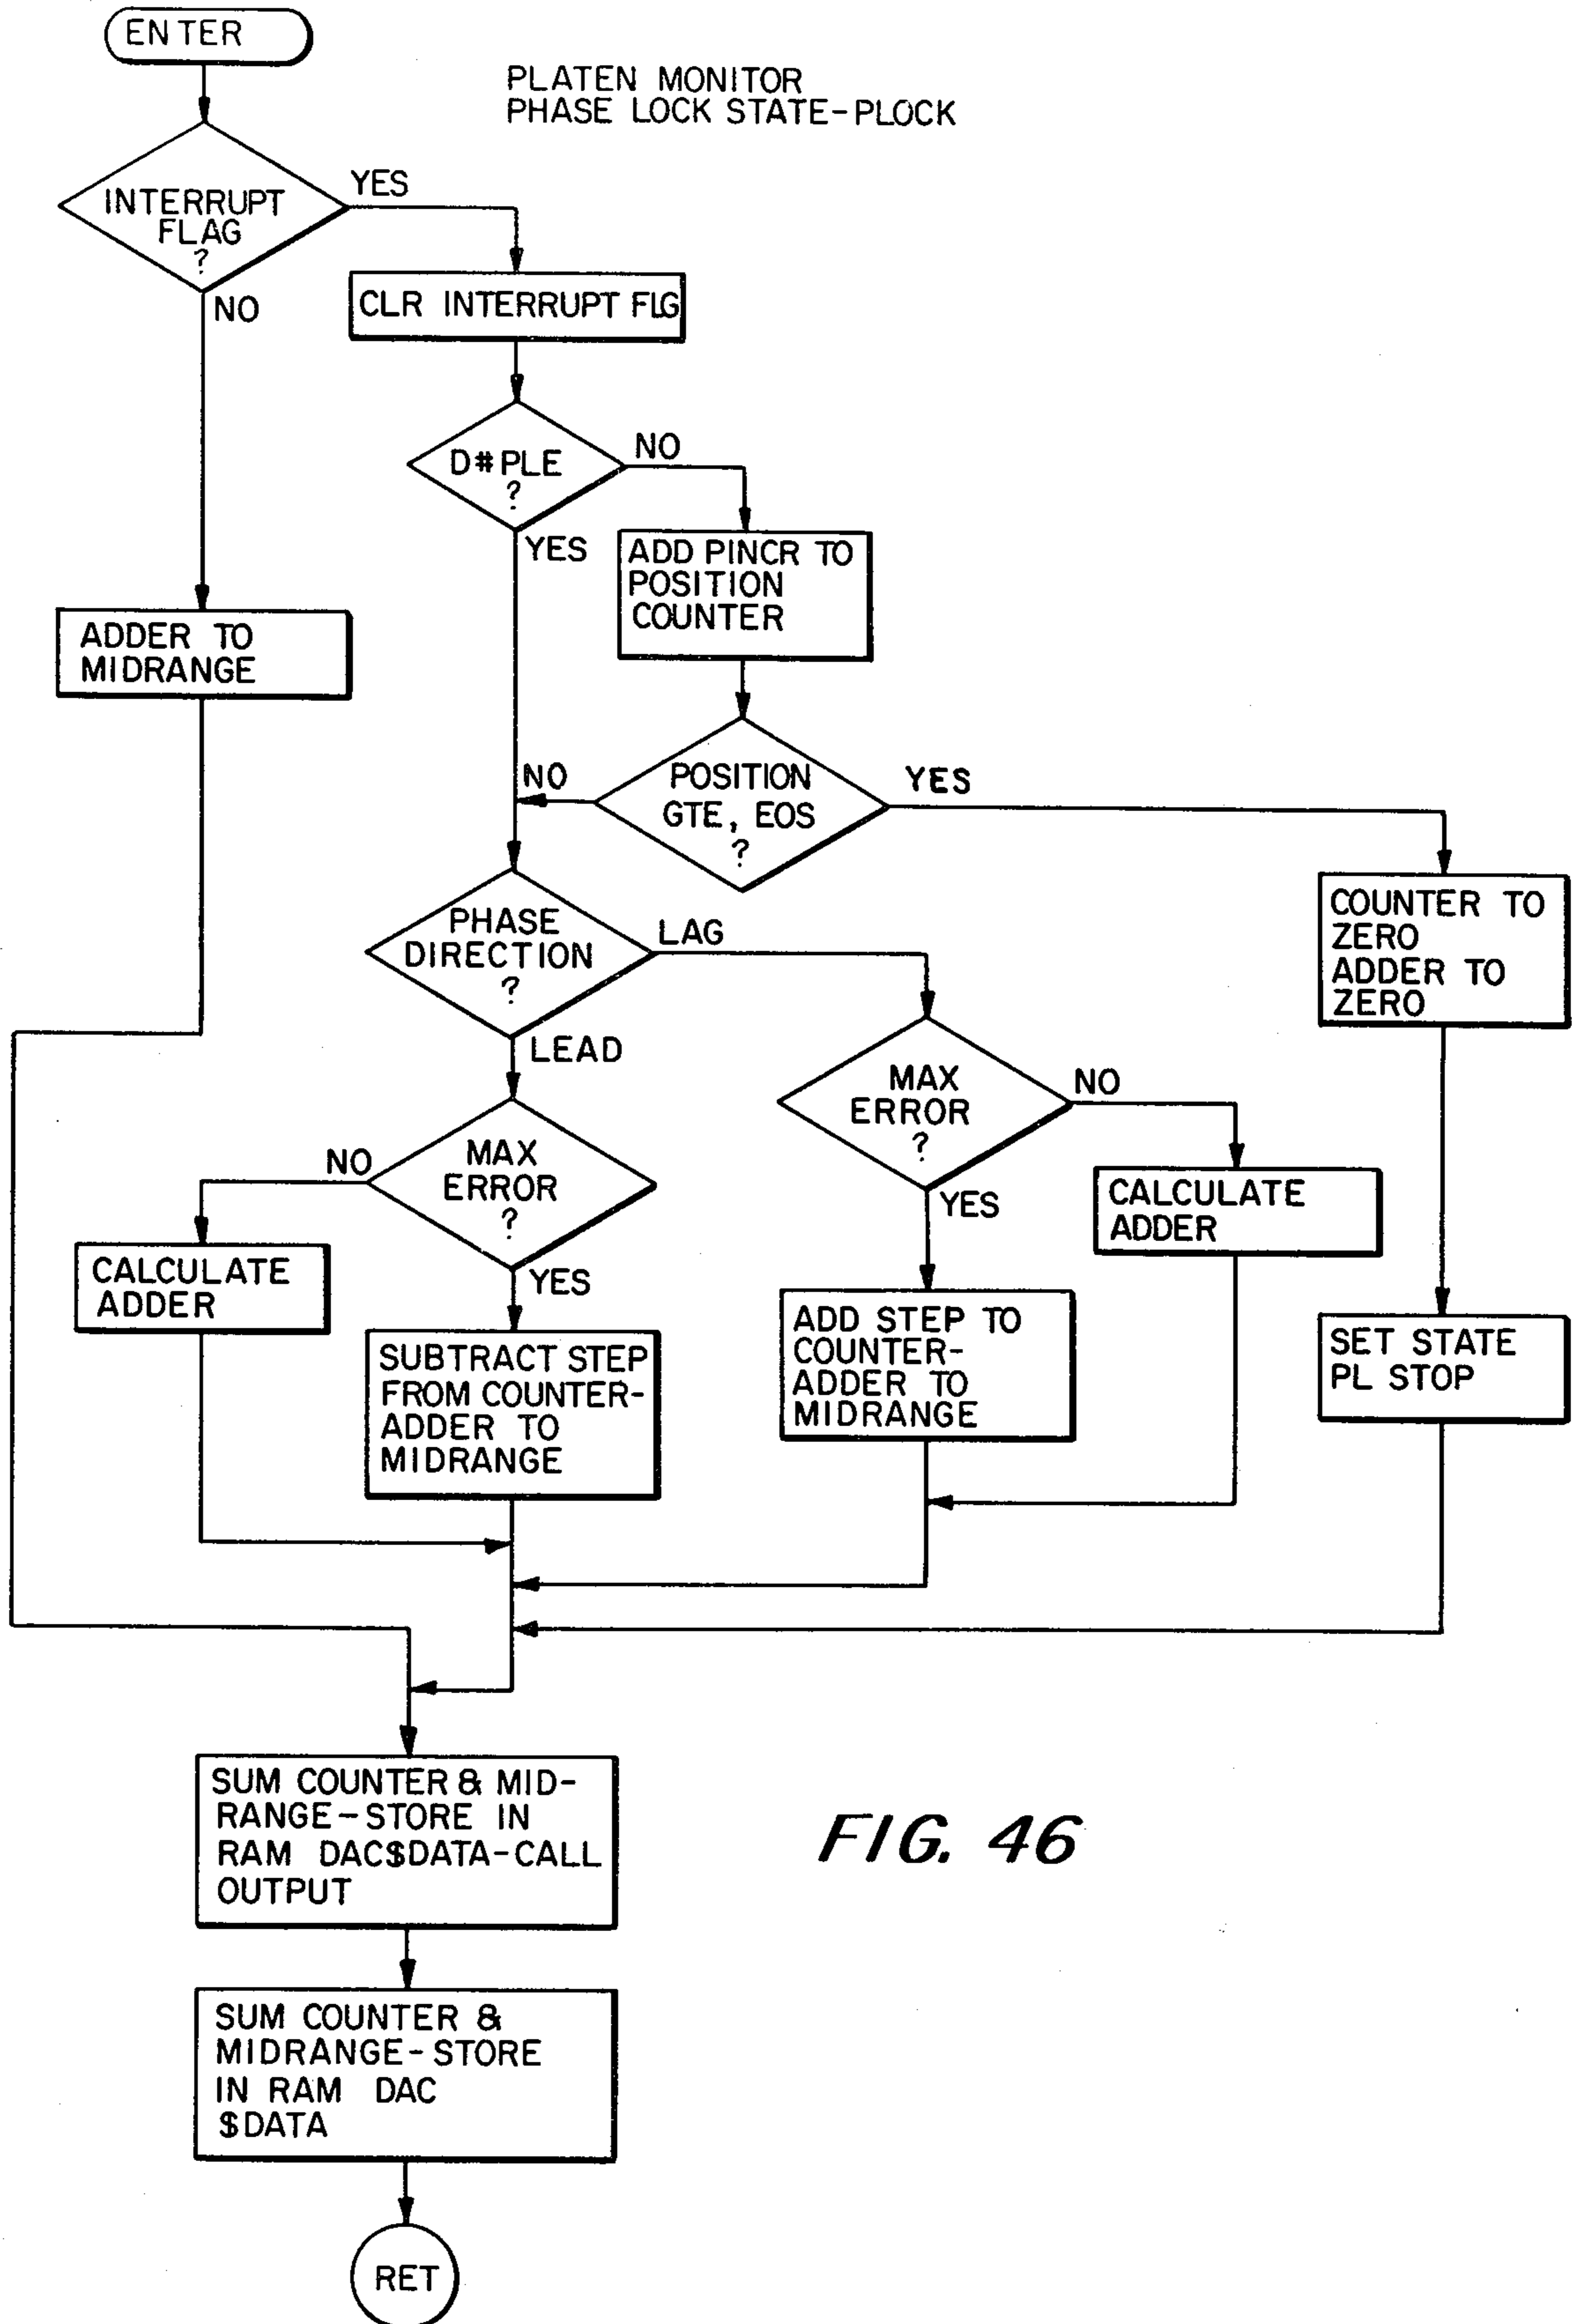 ENTER
PLATEN MONITOR
PHASE LOCK STATE-PLOCK
INTERRUPT
FLAG
?
YES
NO
CLR INTERRUPT FLG
D#PLE
?
NO
YES
ADD PINCR TO
POSITION
COUNTER
ADDER TO
MIDRANGE
POSITION
GTE, EOS
?
NO
YES
COUNTER TO
ZERO
ADDER TO
ZERO
PHASE
DIRECTION
?
LAG
LEAD
MAX
ERROR
?
NO
YES
CALCULATE
ADDER
MAX
ERROR
?
NO
YES
CALCULATE
ADDER
SUBTRACT STEP
FROM COUNTER-
ADDER TO
MIDRANGE
ADD STEP TO
COUNTER-
ADDER TO
MIDRANGE
SET STATE
PL STOP
SUM COUNTER & MID-
RANGE-STORE IN
RAM DAC$DATA-CALL
OUTPUT
FIG. 46
SUM COUNTER &
MIDRANGE-STORE
IN RAM DAC
$DATA
RET